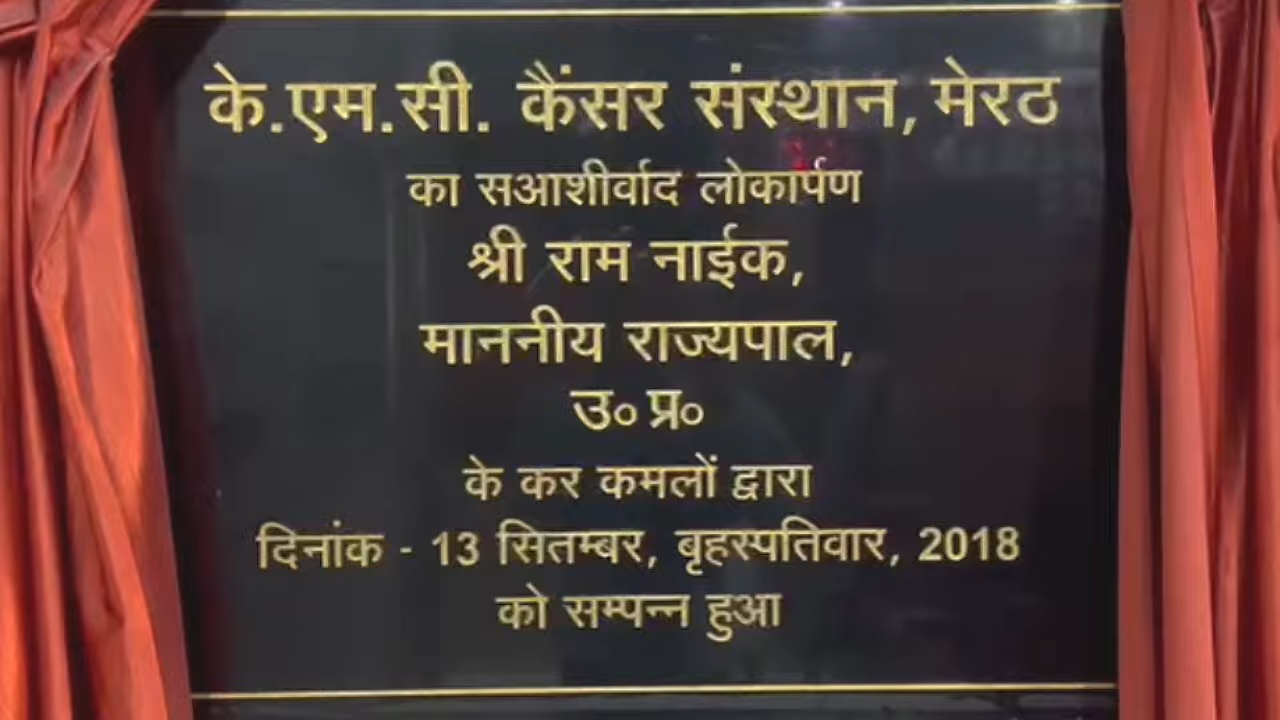 के.एम.सी. कैंसर संस्थान, मेरठ
का सआशीर्वाद लोकार्पण
श्री राम नाईक,
माननीय राज्यपाल,
उ० प्र०
के कर कमलों द्वारा
दिनांक - 13 सितम्बर, बृहस्पतिवार, 2018
को सम्पन्न हुआ